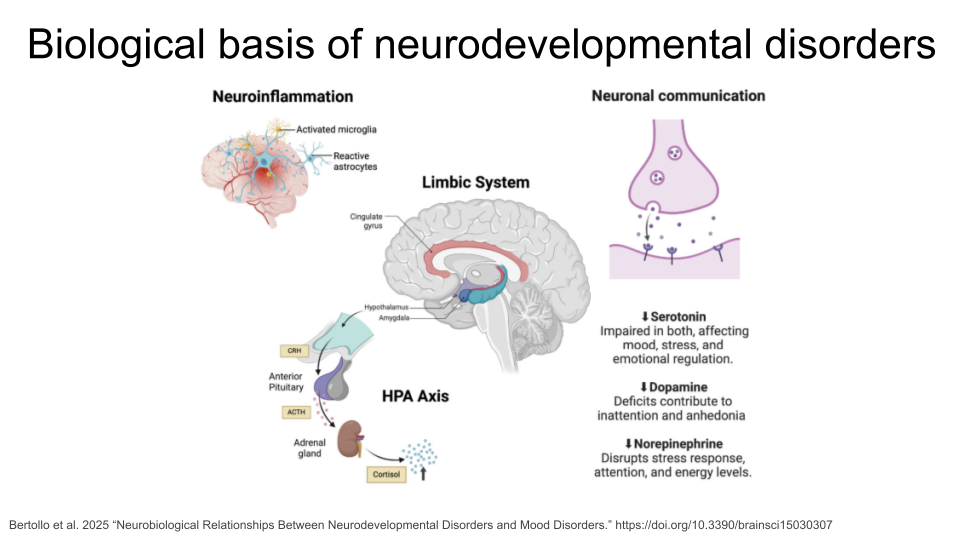 Biological basis of neurodevelopmental disorders
Neuroinflammation
Activated microglia
Reactive
astrocytes
Neuronal communication
Limbic System
Cingulate
gyrus
Hypothalamus
Amygdala
CRH
Anterior
Pituitary
HPA Axis
ACTH
Adrenal
gland
Cortisol
⬇Serotonin
Impaired in both, affecting
mood, stress, and
emotional regulation.
⬇Dopamine
Deficits contribute to
inattention and anhedonia
⬇Norepinephrine
Disrupts stress response,
attention, and energy levels.
Bertollo et al. 2025 “Neurobiological Relationships Between Neurodevelopmental Disorders and Mood Disorders.” https://doi.org/10.3390/brainsci15030307